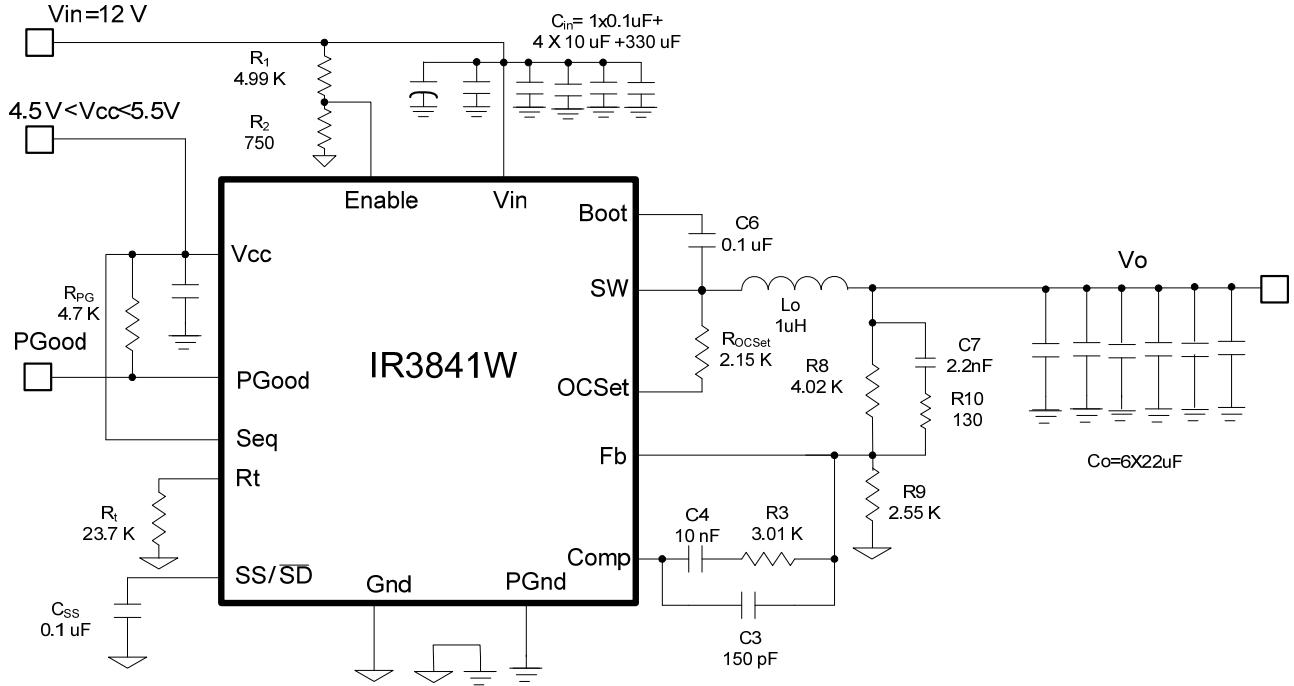 Vin=12 V
Cin= 1x0.1uF+
4 X 10 uF +330 uF
R1
4.99 K
4.5V<Vcc<5.5V
R2
750
Enable
Vin
Boot
C6
0.1 uF
Vcc
Vo
SW
RPG
4.7 K
Lo
1uH
PGood
ROCSet
2.15 K
C7
2.2nF
IR3841W
R8
4.02 K
PGood
OCSet
R10
130
Seq
Fb
Co=6X22uF
Rt
R9
2.55 K
Rt
23.7 K
C4
10 nF
R3
3.01 K
Comp
SS/SD
Gnd
PGnd
CSS
0.1 uF
C3
150 pF